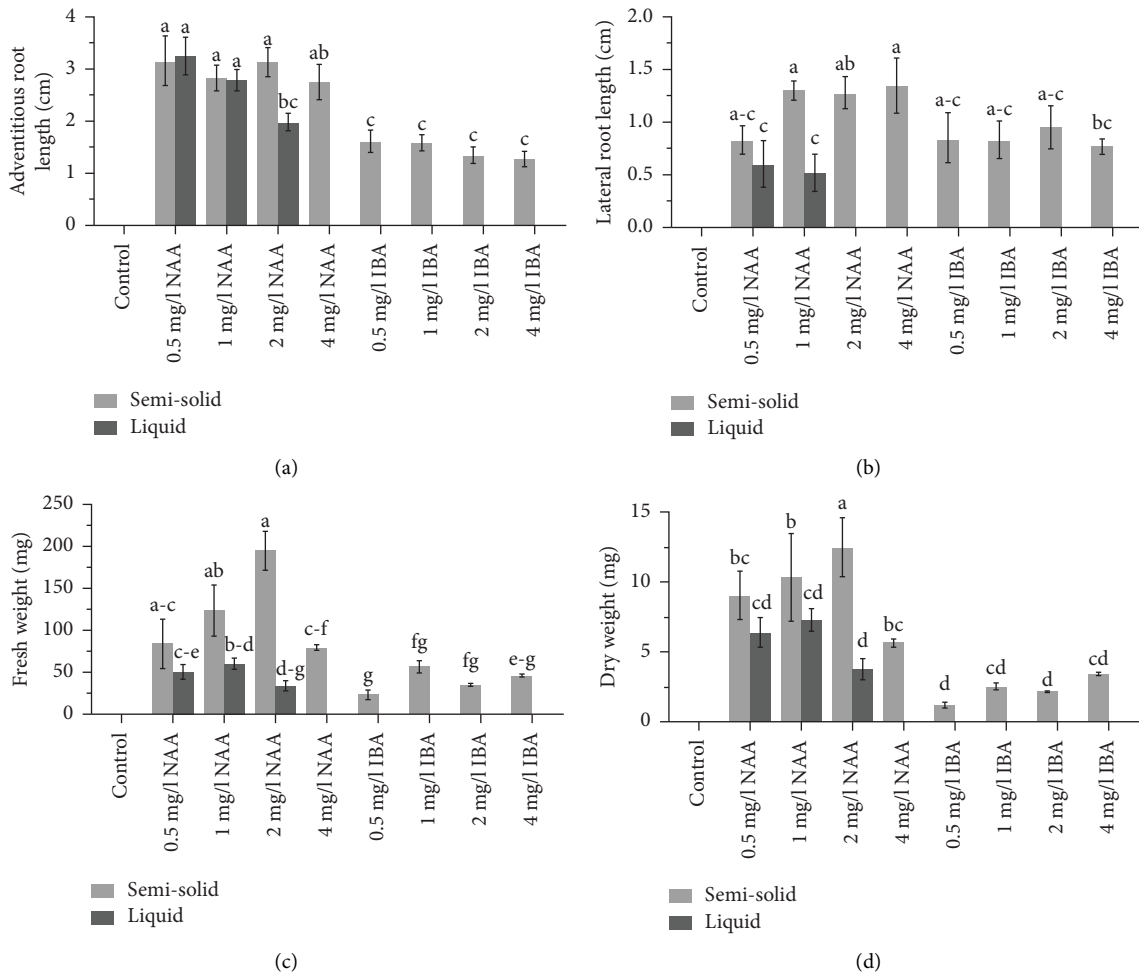 4
3
2
1
0
Adventitious root
length (cm)
a
a
a
a
a
bc
ab
c
c
c
c
Control
0.5 mg/l NAA
1 mg/l NAA
2 mg/l NAA
4 mg/l NAA
0.5 mg/l IBA
1 mg/l IBA
2 mg/l IBA
4 mg/l IBA
Semi-solid
Liquid
(a)
2.0
1.5
1.0
0.5
0.0
Lateral root length (cm)
a-c
c
a
c
ab
a
a-c
a-c
a-c
bc
Control
0.5 mg/l NAA
1 mg/l NAA
2 mg/l NAA
4 mg/l NAA
0.5 mg/l IBA
1 mg/l IBA
2 mg/l IBA
4 mg/l IBA
Semi-solid
Liquid
(b)
250
200
150
100
50
0
Fresh weight (mg)
a-c
c-e
ab
b-d
a
d-g
c-f
g
fg
fg
e-g
Control
0.5 mg/l NAA
1 mg/l NAA
2 mg/l NAA
4 mg/l NAA
0.5 mg/l IBA
1 mg/l IBA
2 mg/l IBA
4 mg/l IBA
Semi-solid
Liquid
(c)
15
10
5
0
Dry weight (mg)
bc
cd
b
cd
a
d
bc
d
cd
d
cd
Control
0.5 mg/l NAA
1 mg/l NAA
2 mg/l NAA
4 mg/l NAA
0.5 mg/l IBA
1 mg/l IBA
2 mg/l IBA
4 mg/l IBA
Semi-solid
Liquid
(d)